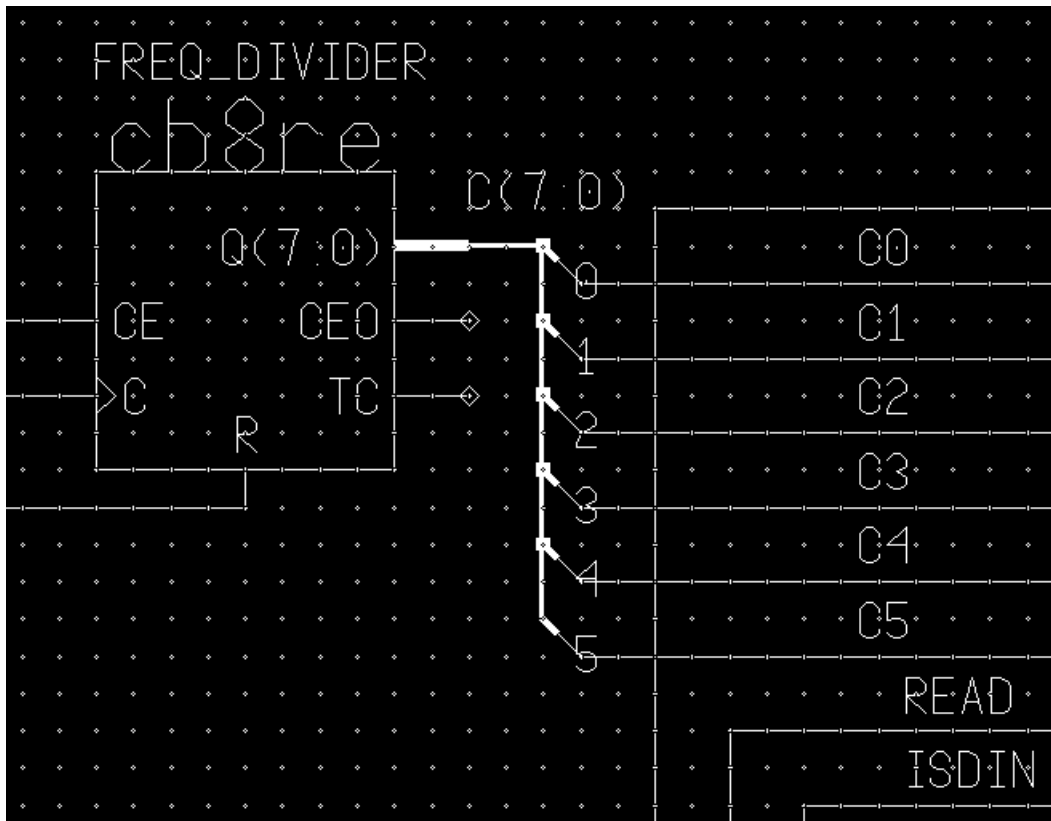 FREQ_DIVIDER
cb8re
C(7:0)
Q(7:0)
C0
0
CE
CEO
C1
1
C
TC
C2
2
R
C3
3
C4
4
C5
5
READ
ISDIN